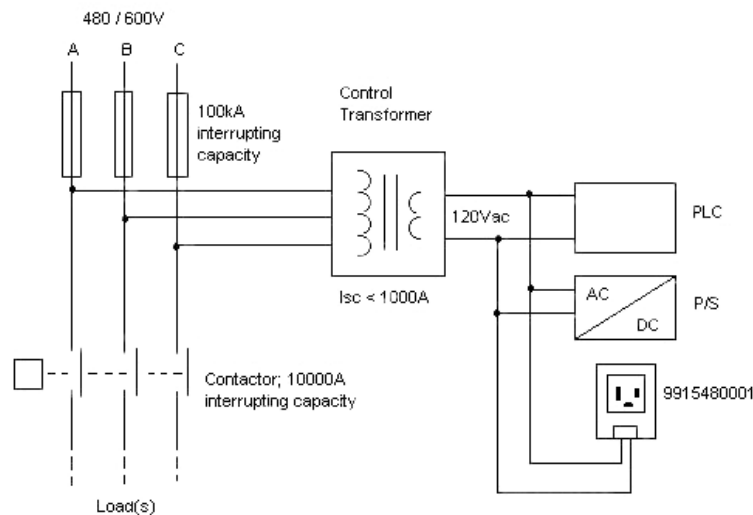 480 / 600V
A B C
100kA
interrupting
capacity
Control
Transformer
120Vac
PLC
Isc < 1000A
AC
DC
P/S
Contactor; 10000A
interrupting capacity
9915480001
Load(s)